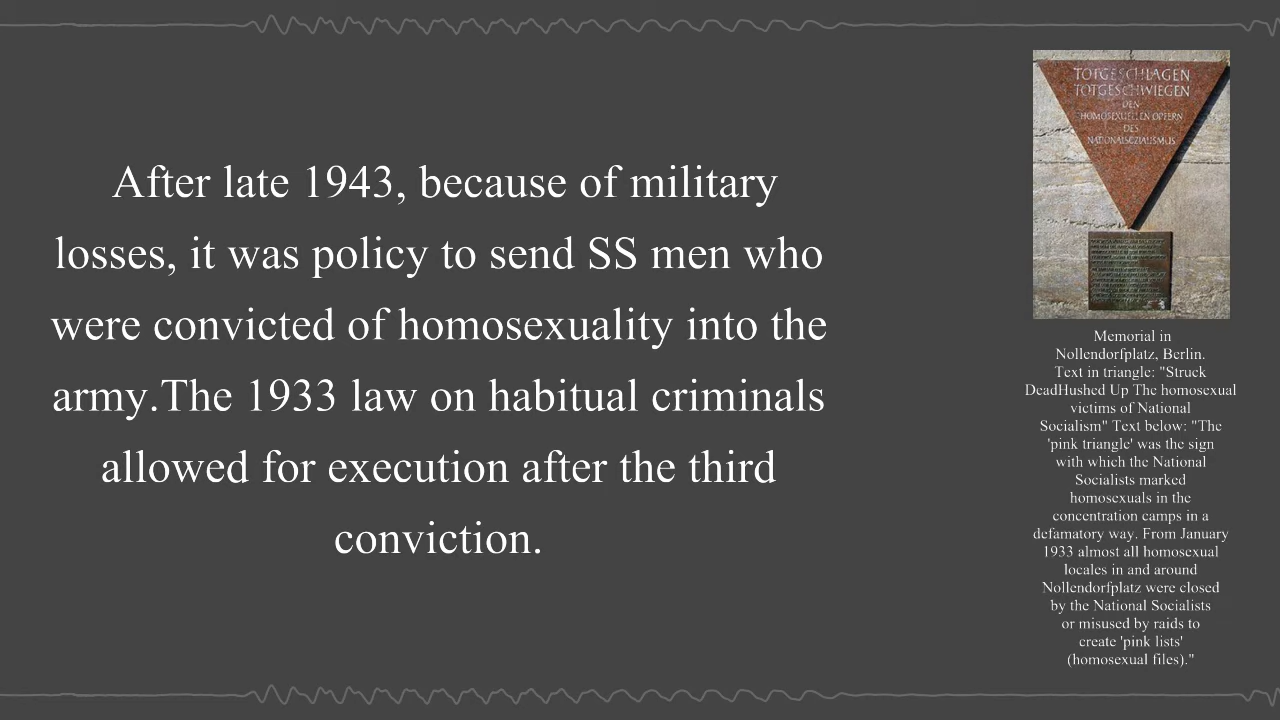 After late 1943, because of military
losses, it was policy to send SS men who
were convicted of homosexuality into the
army.The 1933 law on habitual criminals
allowed for execution after the third
conviction.
TOTGESCHLAGEN
TOTGESCHWIEGEN
DEN
HOMOSEXUELLEN OPFERN
DES
NATIONALSOZIALISMUS
Memorial in
Nollendorfplatz, Berlin.
Text in triangle: "Struck
DeadHushed Up The homosexual
victims of National
Socialism" Text below: "The
'pink triangle' was the sign
with which the National
Socialists marked
homosexuals in the
concentration camps in a
defamatory way. From January
1933 almost all homosexual
locales in and around
Nollendorfplatz were closed
by the National Socialists
or misused by raids to
create 'pink lists'
(homosexual files)."